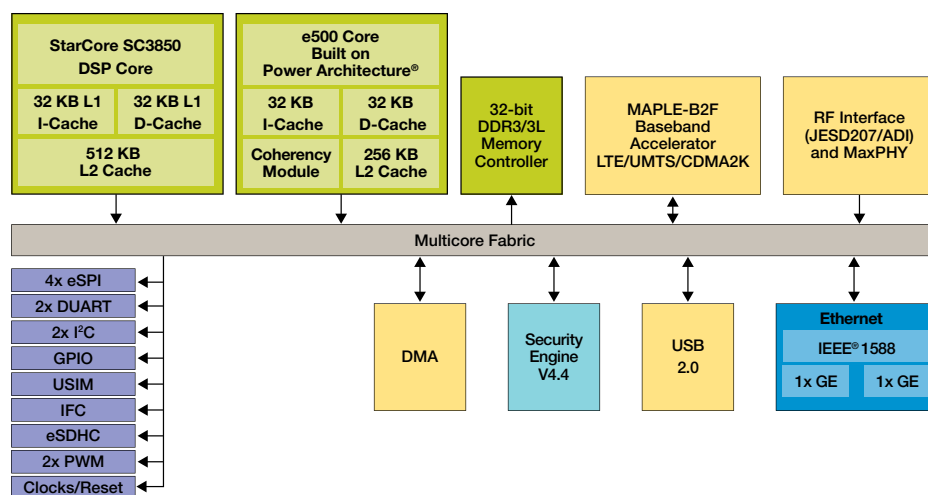 StarCore SC3850
DSP Core
32 KB L1
I-Cache
32 KB L1
D-Cache
512 KB
L2 Cache
e500 Core
Built on
Power Architecture®
32 KB
I-Cache
32 KB
D-Cache
Coherency
Module
256 KB
L2 Cache
32-bit
DDR3/3L
Memory
Controller
MAPLE-B2F
Baseband
Accelerator
LTE/UMTS/CDMA2K
RF Interface
(JESD207/ADI)
and MaxPHY
Multicore Fabric
4x eSPI
2x DUART
2x I²C
GPIO
USIM
IFC
eSDHC
2x PWM
Clocks/Reset
DMA
Security
Engine
V4.4
USB
2.0
Ethernet
IEEE® 1588
1x GE
1x GE